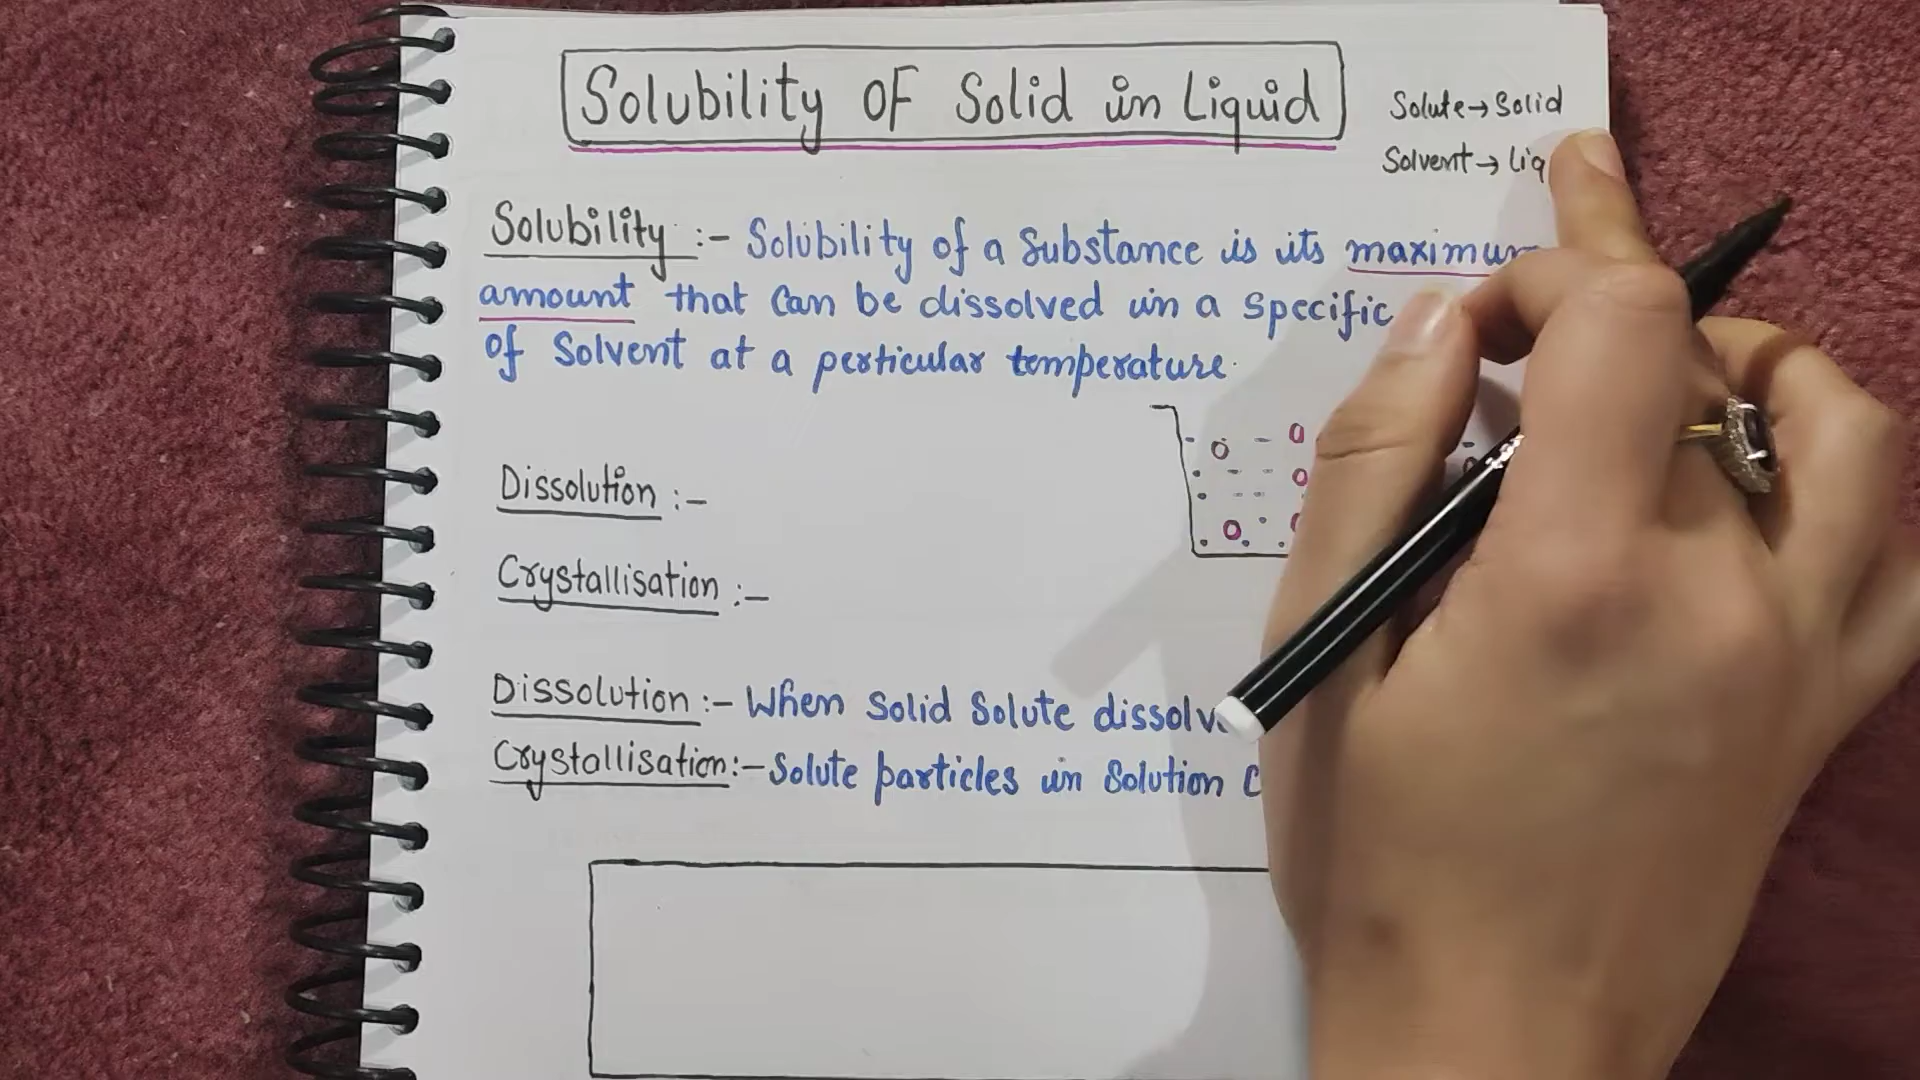 Solubility OF Solid in Liquid
Solute→Solid
Solvent→
Solubility :- Solubility of a Substance is its maximum
amount that can be dissolved in a specific
of Solvent at a perticular temperature.
Dissolution :-
Crystallisation :-
Dissolution :- When Solid Solute
Crystallisation:- Solute particles in Solution